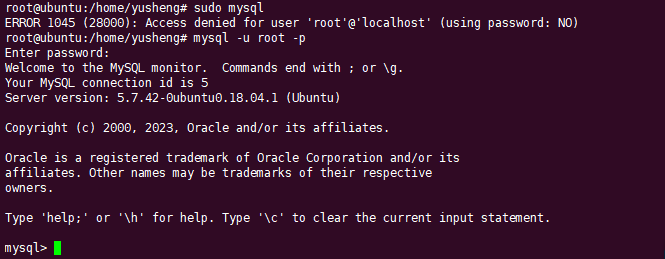 root@ubuntu:/home/yusheng# sudo mysql
ERROR 1045 (28000): Access denied for user 'root'@'localhost' (using password: NO)
root@ubuntu:/home/yusheng# mysql -u root -p
Enter password:
Welcome to the MySQL monitor.  Commands end with ; or \g.
Your MySQL connection id is 5
Server version: 5.7.42-0ubuntu0.18.04.1 (Ubuntu)
Copyright (c) 2000, 2023, Oracle and/or its affiliates.
Oracle is a registered trademark of Oracle Corporation and/or its
affiliates. Other names may be trademarks of their respective
owners.
Type 'help;' or '\h' for help. Type '\c' to clear the current input statement.
mysql>